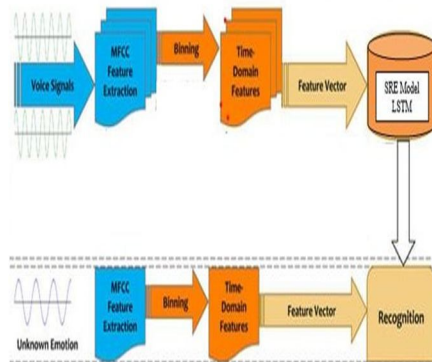 Voice Signals
MFCC
Feature
Extraction
Binning
Time-
Domain
Features
Feature Vector
SRE Model
LSTM
Unknown Emotion
MFCC
Feature
Extraction
Binning
Time-
Domain
Features
Feature Vector
Recognition